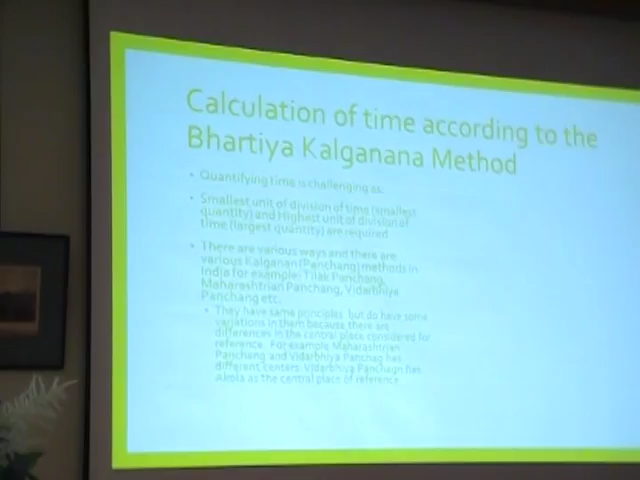 Calculation of time according to the
Bhartiya Kalganana Method
• Quantifying time is challenging as:
• Smallest unit of division of time (smallest
quantity) and Highest unit of division of
time (largest quantity) are required
• There are various ways and there are
various Kalganan (Panchang) methods in
India for example: Tilak Panchang,
Maharashtrian Panchang, Vidarbhiya
Panchang etc.
• They have same principles but do have some
variations in them because there are
differences in the central place considered for
reference. For example Maharashtrian
Panchang and Vidarbhiya Panchag has
different centers. Vidarbhiya Panchagn has
Akola as the central place of reference